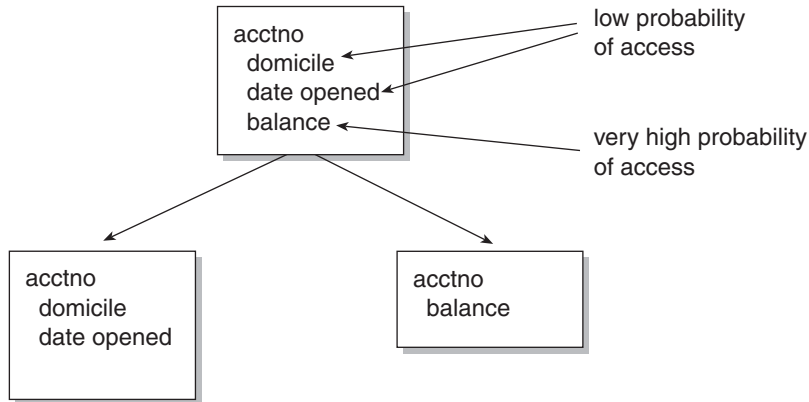 acctno
domicile
date opened
balance
low probability
of access
very high probability
of access
acctno
domicile
date opened
acctno
balance